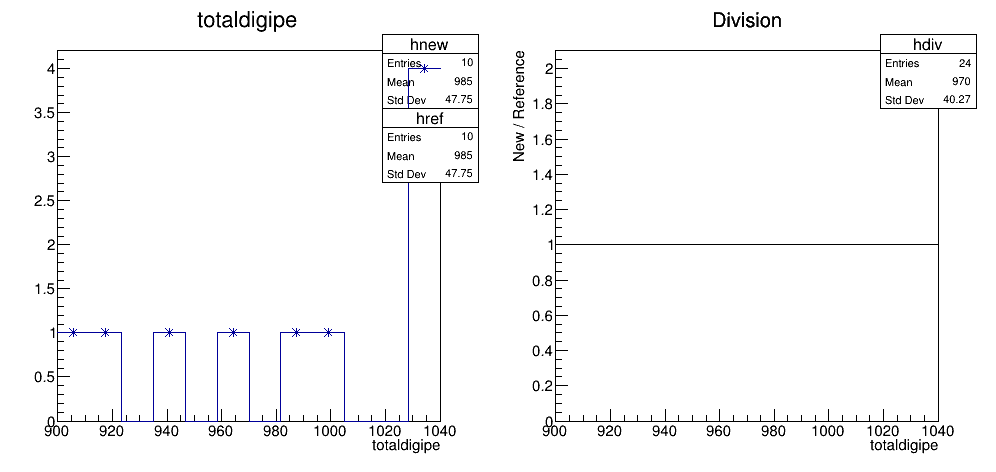 totaldigipe
hnew
Entries 10
Mean 985
Std Dev 47.75
href
Entries 10
Mean 985
Std Dev 47.75
4
3.5
3
2.5
2
1.5
1
0.5
0
900 920 940 960 980 1000 1020 1040
totaldigipe
Division
hdiv
Entries 24
Mean 970
Std Dev 40.27
New / Reference
2
1.8
1.6
1.4
1.2
1
0.8
0.6
0.4
0.2
0
900 920 940 960 980 1000 1020 1040
totaldigipe